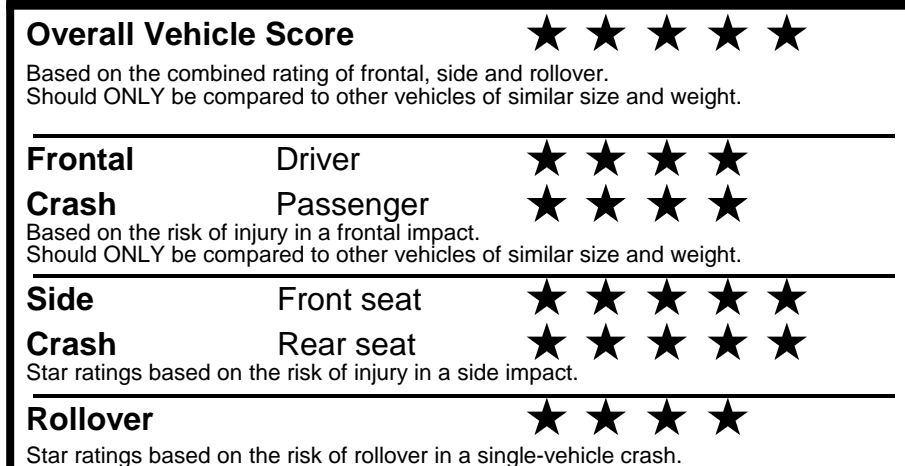 Overall Vehicle Score ★ ★ ★ ★ ★
Based on the combined rating of frontal, side and rollover.
Should ONLY be compared to other vehicles of similar size and weight.
Frontal Driver ★ ★ ★ ★
Crash Passenger ★ ★ ★ ★
Based on the risk of injury in a frontal impact.
Should ONLY be compared to other vehicles of similar size and weight.
Side Front seat ★ ★ ★ ★ ★
Crash Rear seat ★ ★ ★ ★ ★
Star ratings based on the risk of injury in a side impact.
Rollover ★ ★ ★ ★
Star ratings based on the risk of rollover in a single-vehicle crash.